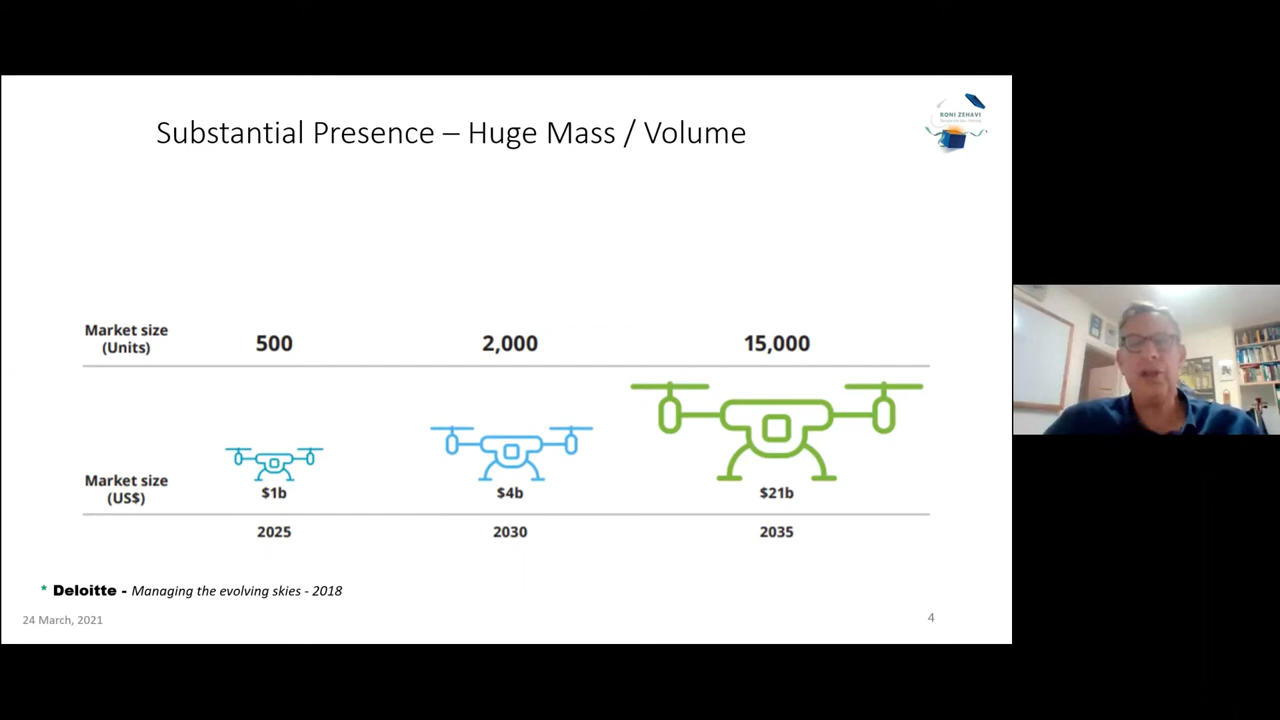 Substantial Presence – Huge Mass / Volume
RONI ZEHAVI
Market size
(Units)
500
2,000
15,000
Market size
(US$)
$1b
$4b
$21b
2025
2030
2035
* Deloitte - Managing the evolving skies - 2018
24 March, 2021
4